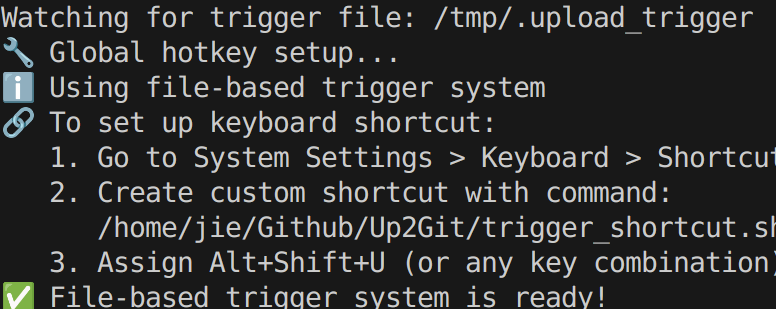 Watching for trigger file: /tmp/.upload_trigger
🔧 Global hotkey setup...
ℹ️ Using file-based trigger system
🔗 To set up keyboard shortcut:
   1. Go to System Settings > Keyboard > Shortcut
   2. Create custom shortcut with command:
      /home/jie/Github/Up2Git/trigger_shortcut.sh
   3. Assign Alt+Shift+U (or any key combination)
✅ File-based trigger system is ready!